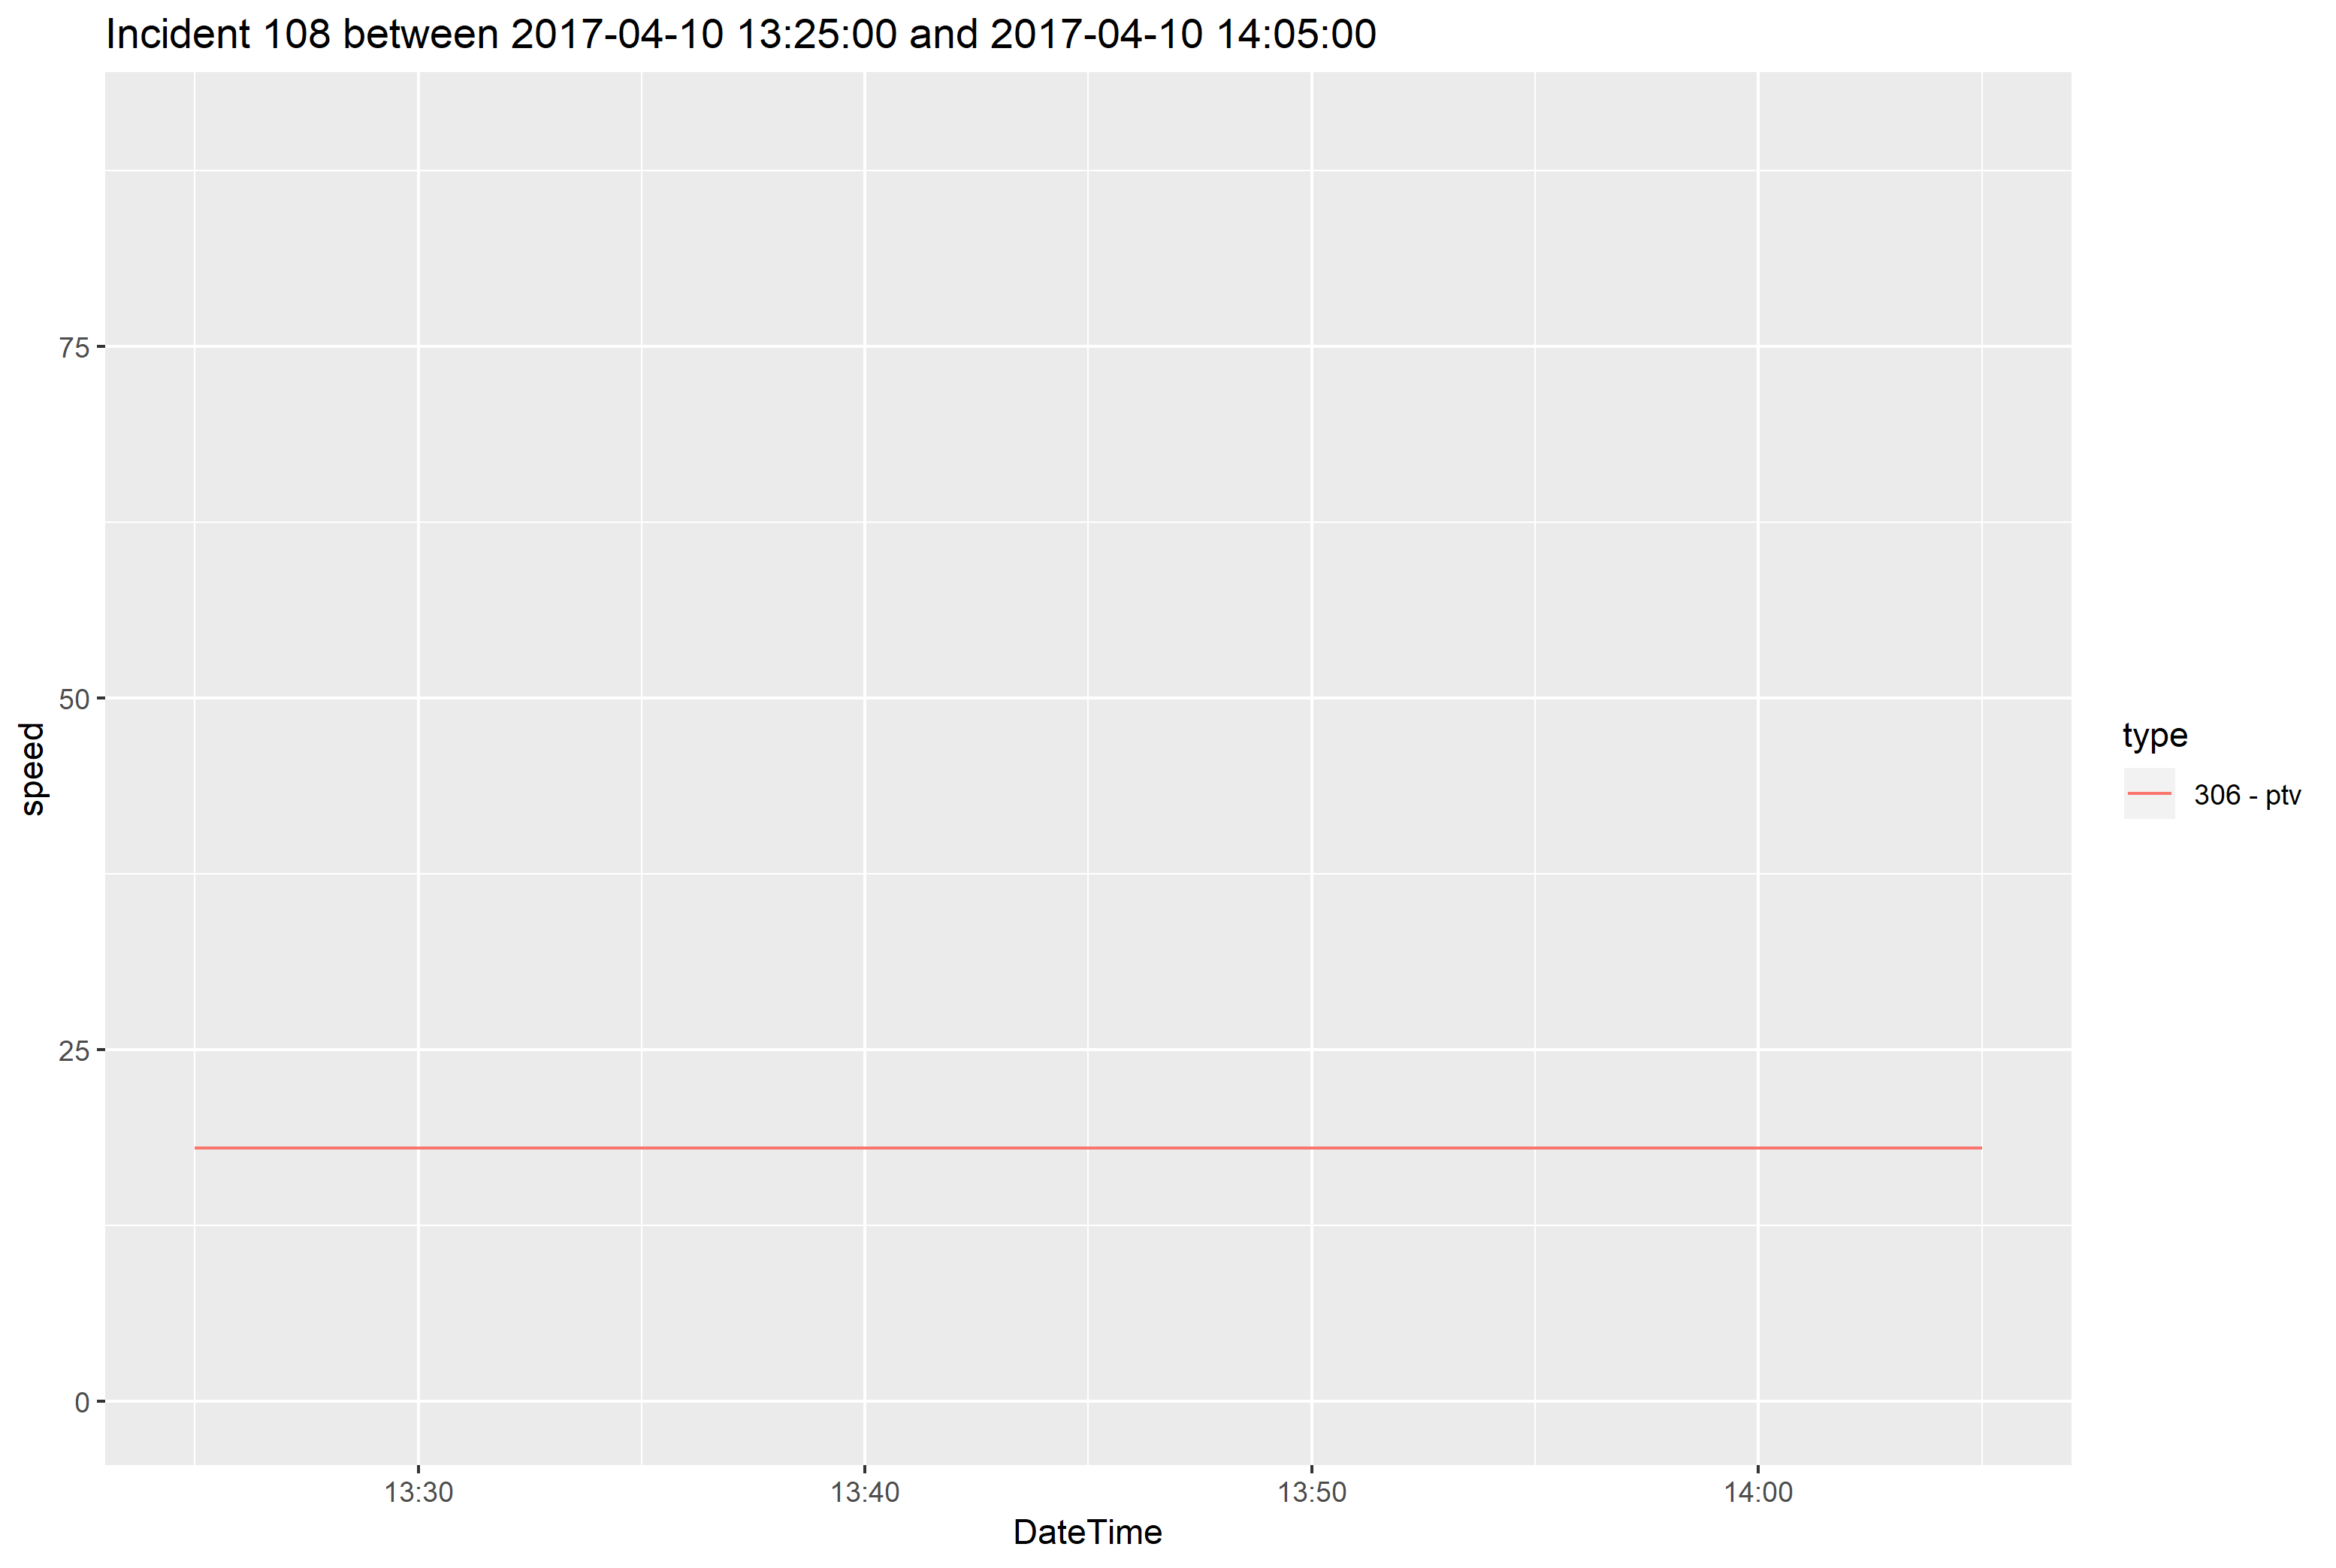 Incident 108 between 2017-04-10 13:25:00 and 2017-04-10 14:05:00
75
50
25
0
speed
13:30 13:40 13:50 14:00
DateTime
type
306 - ptv